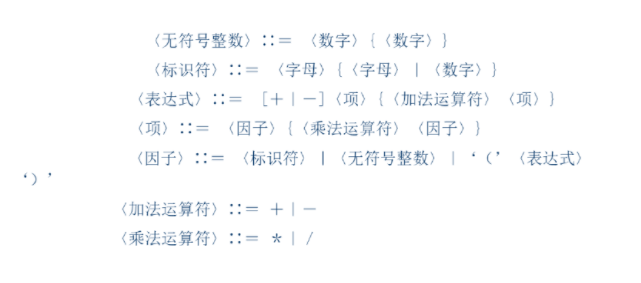 〈无符号整数〉::= 〈数字〉{〈数字〉}
〈标识符〉::= 〈字母〉{〈字母〉|〈数字〉}
〈表达式〉::= [+|-]〈项〉{〈加法运算符〉〈项〉}
〈项〉::= 〈因子〉{〈乘法运算符〉〈因子〉}
〈因子〉::= 〈标识符〉|〈无符号整数〉|‘(’〈表达式〉
‘)’
〈加法运算符〉::= +|-
〈乘法运算符〉::= *|/